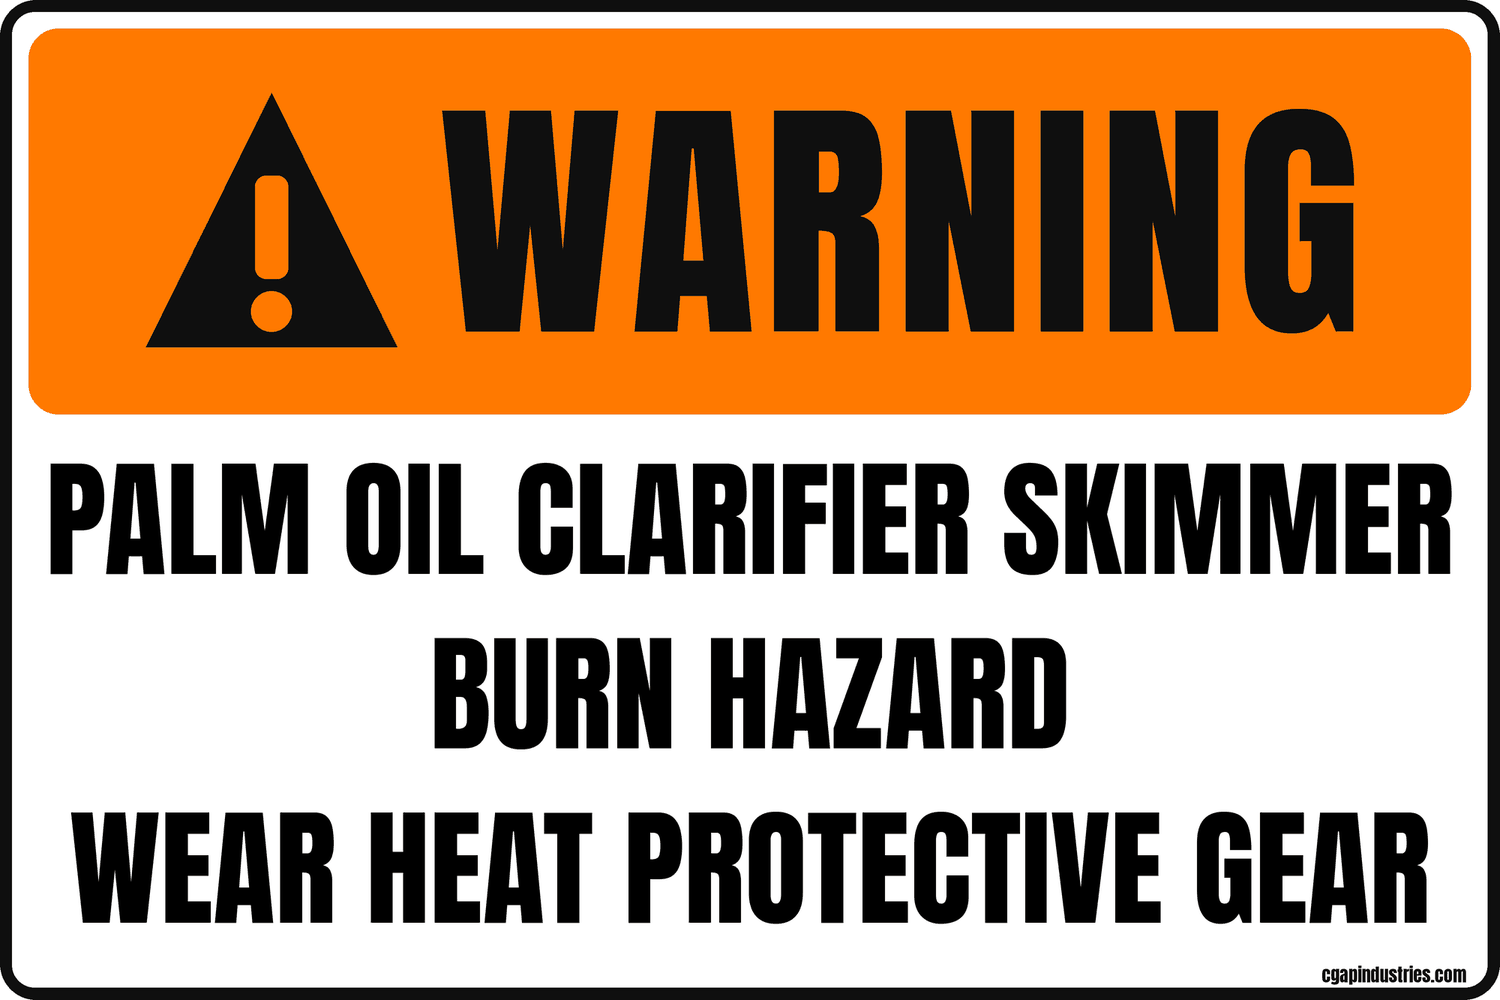 WARNING
PALM OIL CLARIFIER SKIMMER
BURN HAZARD
WEAR HEAT PROTECTIVE GEAR
cgapindustries.com